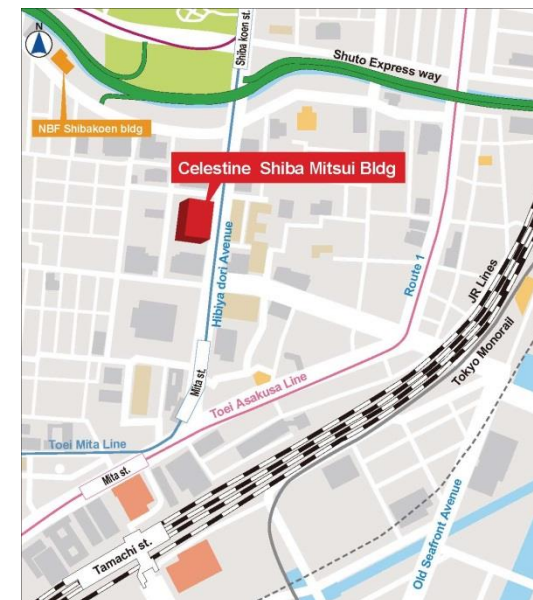 N
Shiba koen st.
Shuto Express way
NBF Shibakoen bldg
Celestine Shiba Mitsui Bldg
Hibiya dori Avenue
Route 1
JR Lines
Tokyo Monorail
Mita st.
Toei Asakusa Line
Toei Mita Line
Mita st.
Old Seafront Avenue
Tamachi st.